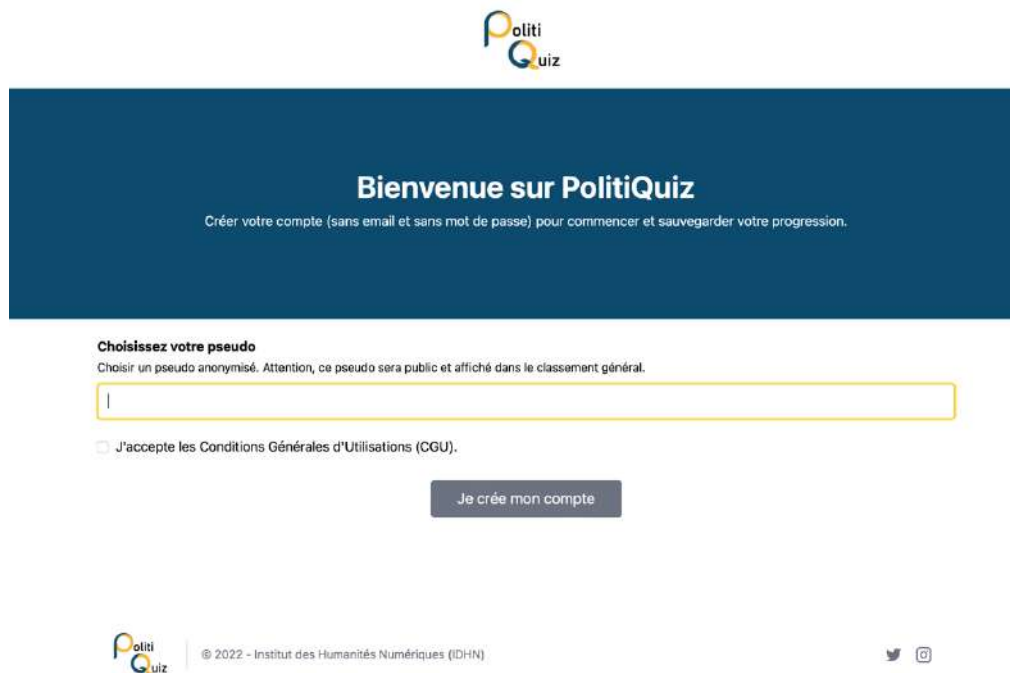 Politi
Quiz
Bienvenue sur PolitiQuiz
Créer votre compte (sans email et sans mot de passe) pour commencer et sauvegarder votre progression.
Choisissez votre pseudo
Choisir un pseudo anonymisé. Attention, ce pseudo sera public et affiché dans le classement général.
J'accepte les Conditions Générales d'Utilisations (CGU).
Je crée mon compte
Politi
Quiz
© 2022 - Institut des Humanités Numériques (IDHN)